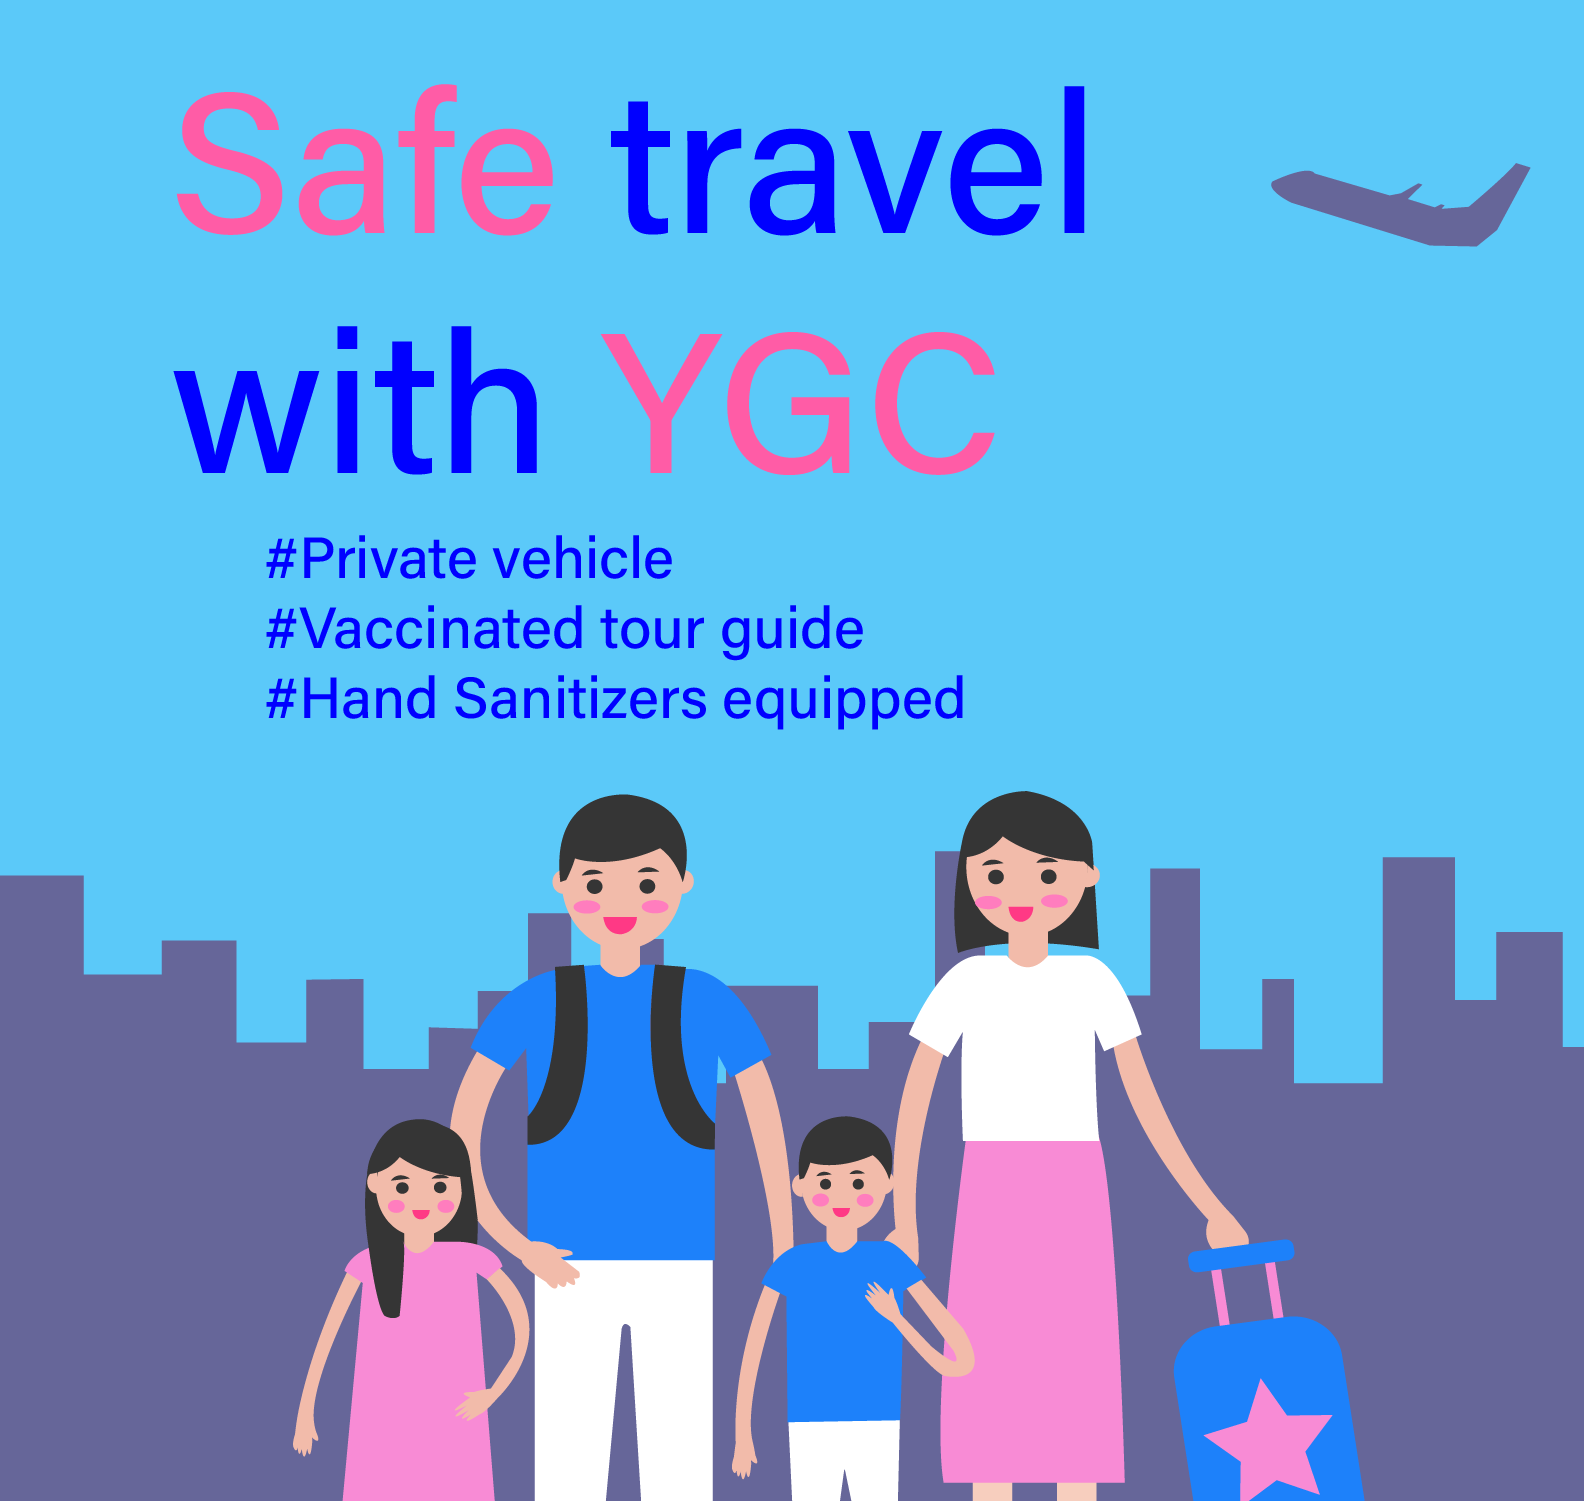 Safe travel
with YGC
#Private vehicle
#Vaccinated tour guide
#Hand Sanitizers equipped